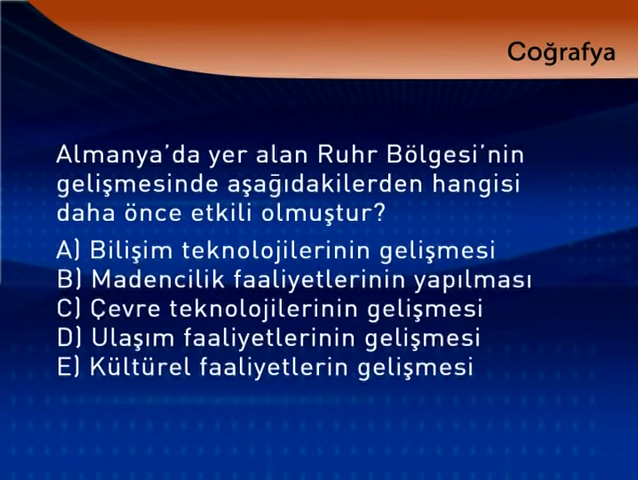 Coğrafya
Almanya'da yer alan Ruhr Bölgesi'nin
gelişmesinde aşağıdakilerden hangisi
daha önce etkili olmuştur?
A) Bilişim teknolojilerinin gelişmesi
B) Madencilik faaliyetlerinin yapılması
C) Çevre teknolojilerinin gelişmesi
D) Ulaşım faaliyetlerinin gelişmesi
E) Kültürel faaliyetlerin gelişmesi